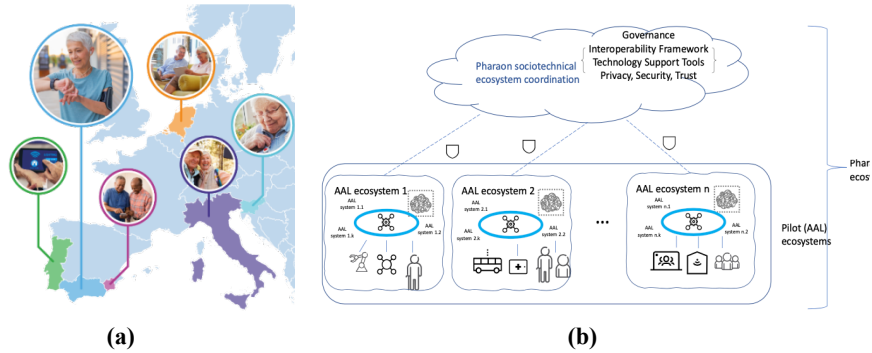 Governance
Interoperability Framework
Technology Support Tools
Privacy, Security, Trust
Pharaon sociotechnical
ecosystem coordination
AAL ecosystem 1
AAL
system 1.1
AAL
system 1.k
AAL
system 1.2
AAL ecosystem 2
AAL
system 2.1
AAL
system 2.k
AAL
system 2.2
...
AAL ecosystem n
AAL
system n.1
AAL
system n.k
AAL
system n.2
Phara
ecosy
Pilot (AAL)
ecosystems
(a)
(b)